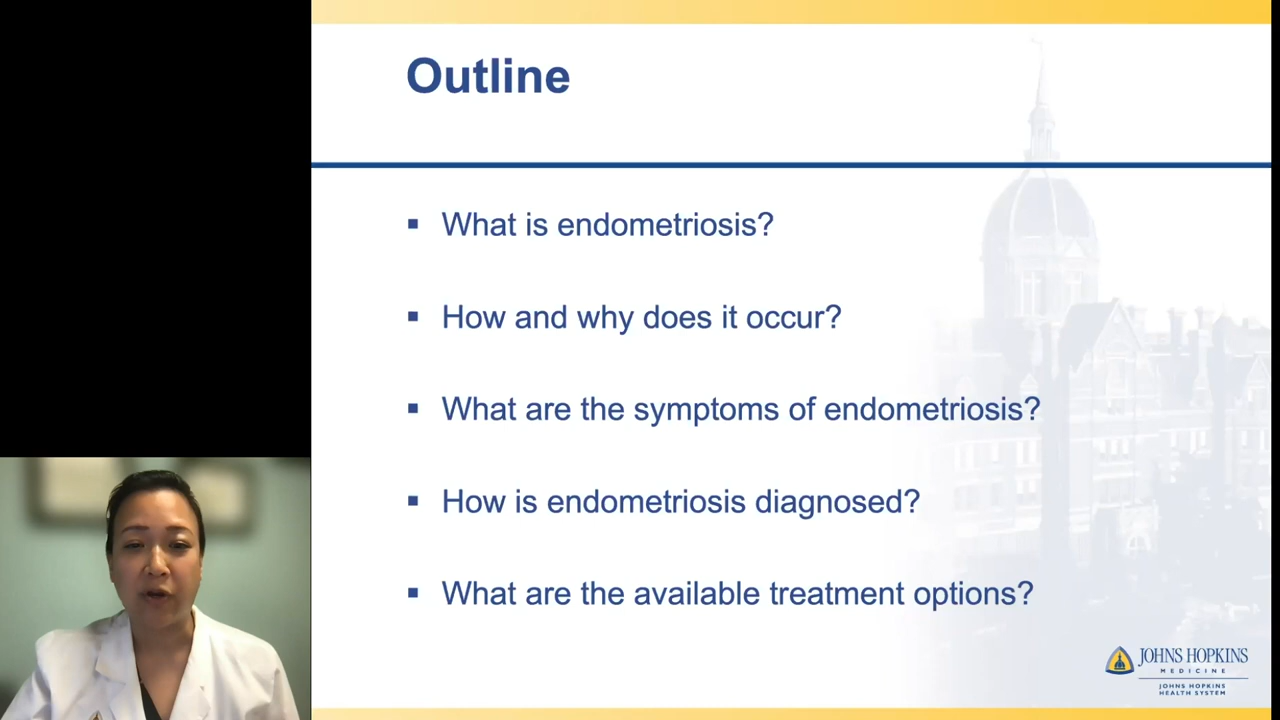 Outline
▪ What is endometriosis?
▪ How and why does it occur?
▪ What are the symptoms of endometriosis?
▪ How is endometriosis diagnosed?
▪ What are the available treatment options?
JOHNS HOPKINS
MEDICINE
JOHNS HOPKINS
HEALTH SYSTEM